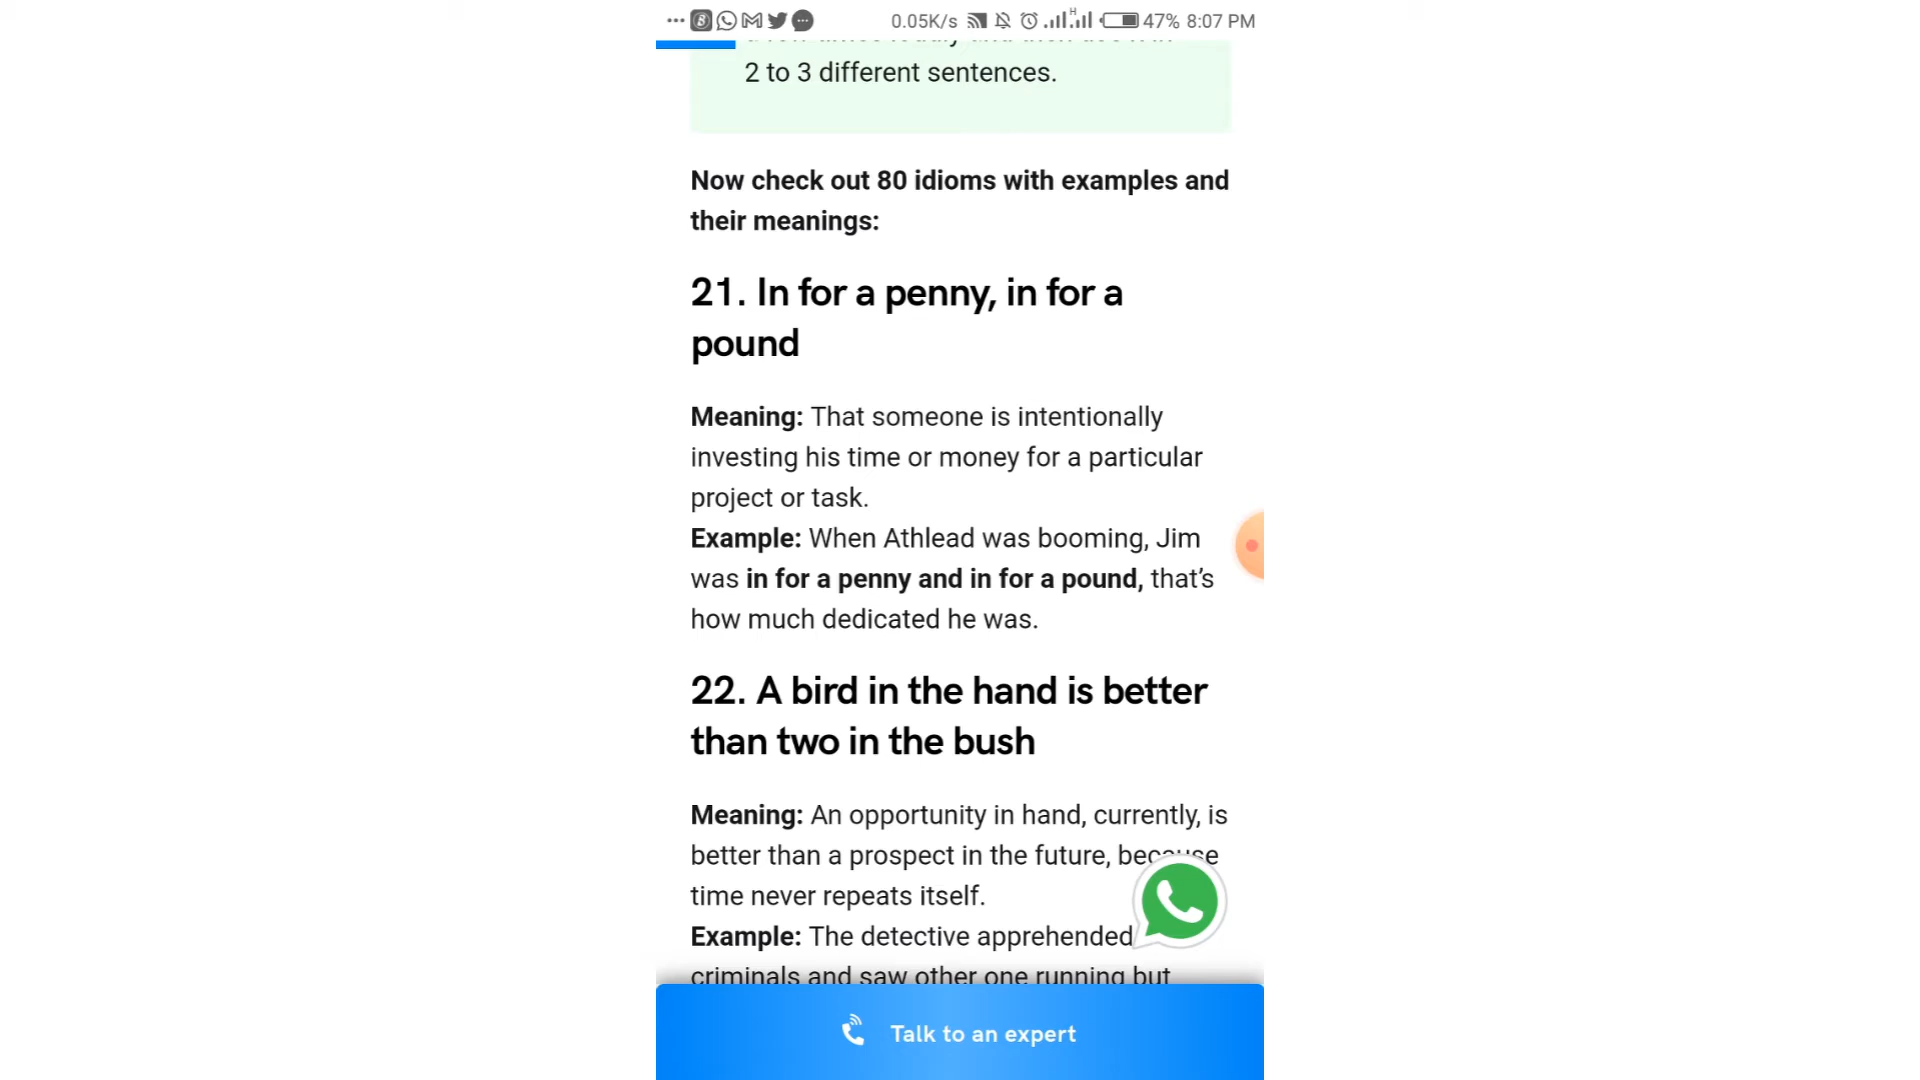 0.05K/s H 47% 8:07 PM
2 to 3 different sentences.
Now check out 80 idioms with examples and
their meanings:
21. In for a penny, in for a
pound
Meaning: That someone is intentionally
investing his time or money for a particular
project or task.
Example: When Athlead was booming, Jim
was in for a penny and in for a pound, that’s
how much dedicated he was.
22. A bird in the hand is better
than two in the bush
Meaning: An opportunity in hand, currently, is
better than a prospect in the future, because
time never repeats itself.
Example: The detective apprehended
criminals and saw other one running but
Talk to an expert